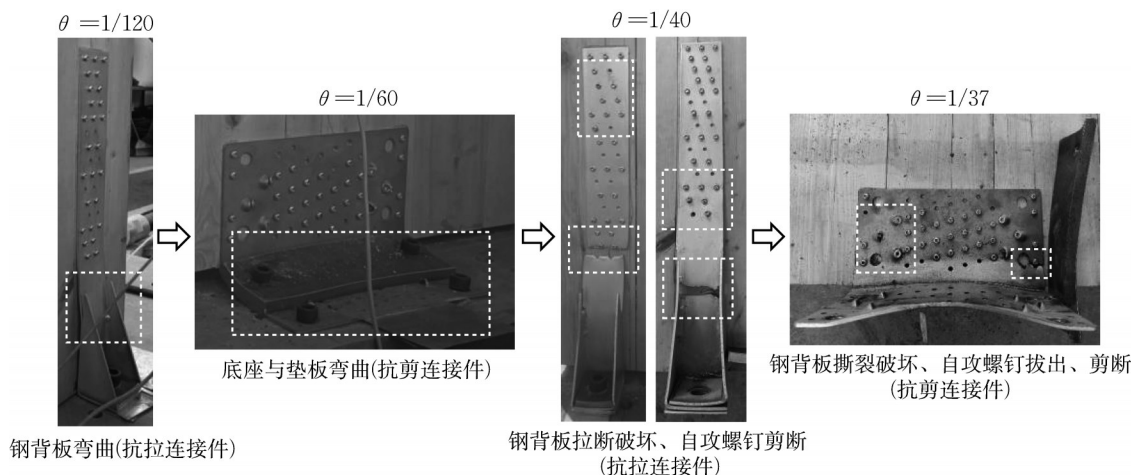 θ=1/120
钢背板弯曲(抗拉连接件)
θ=1/60
底座与垫板弯曲(抗剪连接件)
θ=1/40
钢背板拉断破坏、自攻螺钉剪断
(抗拉连接件)
θ=1/37
钢背板撕裂破坏、自攻螺钉拔出、剪断
(抗剪连接件)